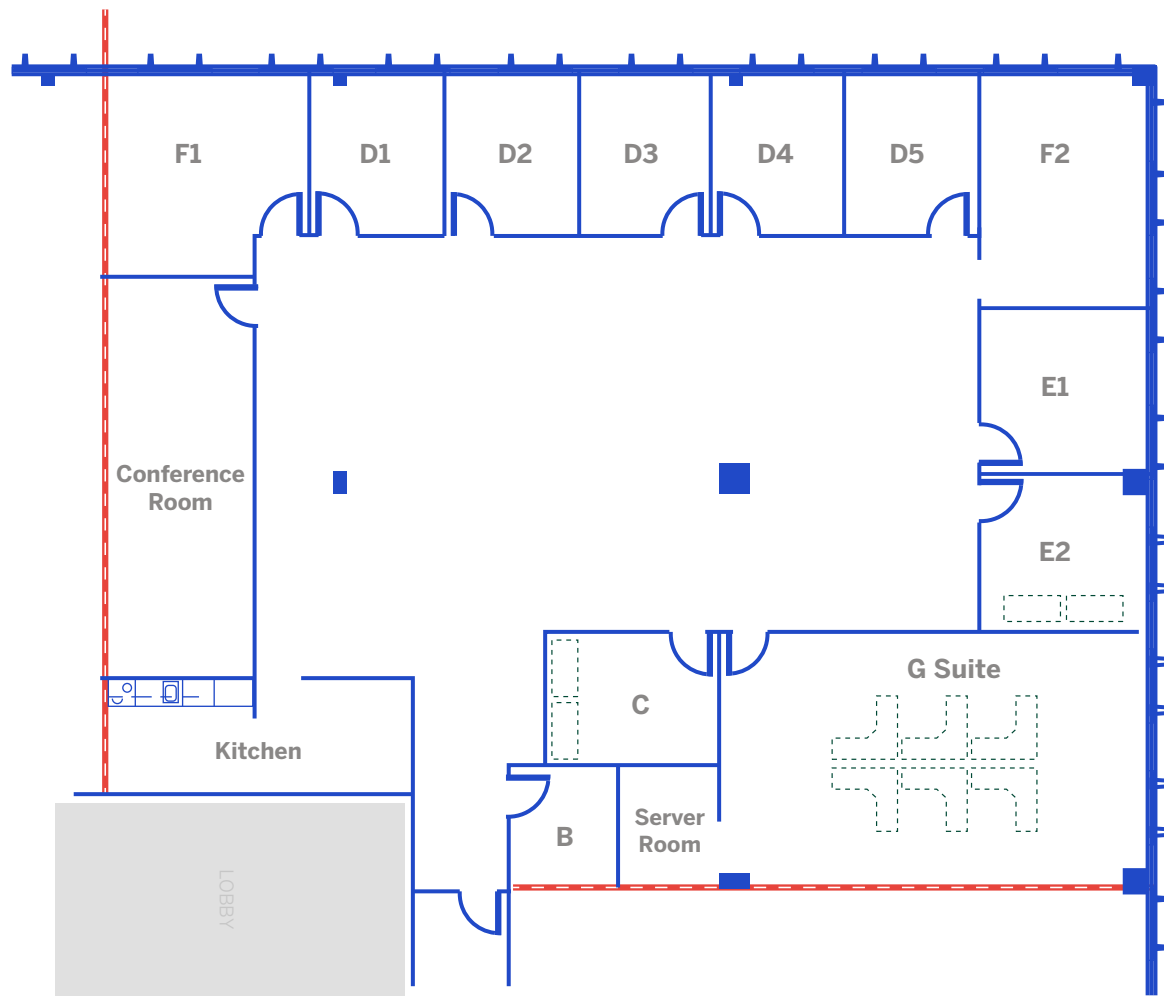 F1
D1
D2
D3
D4
D5
F2
E1
Conference
Room
E2
G Suite
C
Kitchen
Server
Room
B
LOBBY